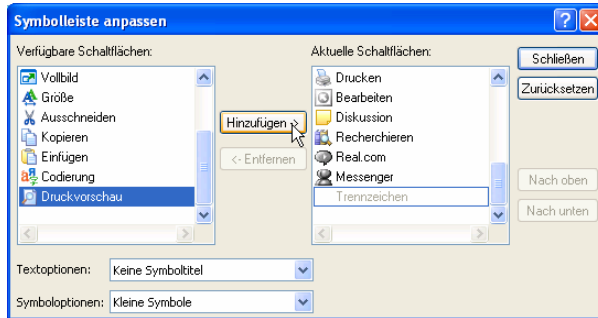 Symbolleiste anpassen
Verfügbare Schaltflächen:
Vollbild
Größe
Ausschneiden
Kopieren
Einfügen
Codierung
Druckvorschau
Hinzufügen ->
<- Entfernen
Aktuelle Schaltflächen:
Drucken
Bearbeiten
Diskussion
Recherchieren
Real.com
Messenger
Trennzeichen
Schließen
Zurücksetzen
Nach oben
Nach unten
Textoptionen: Keine Symboltitel
Symboloptionen: Kleine Symbole